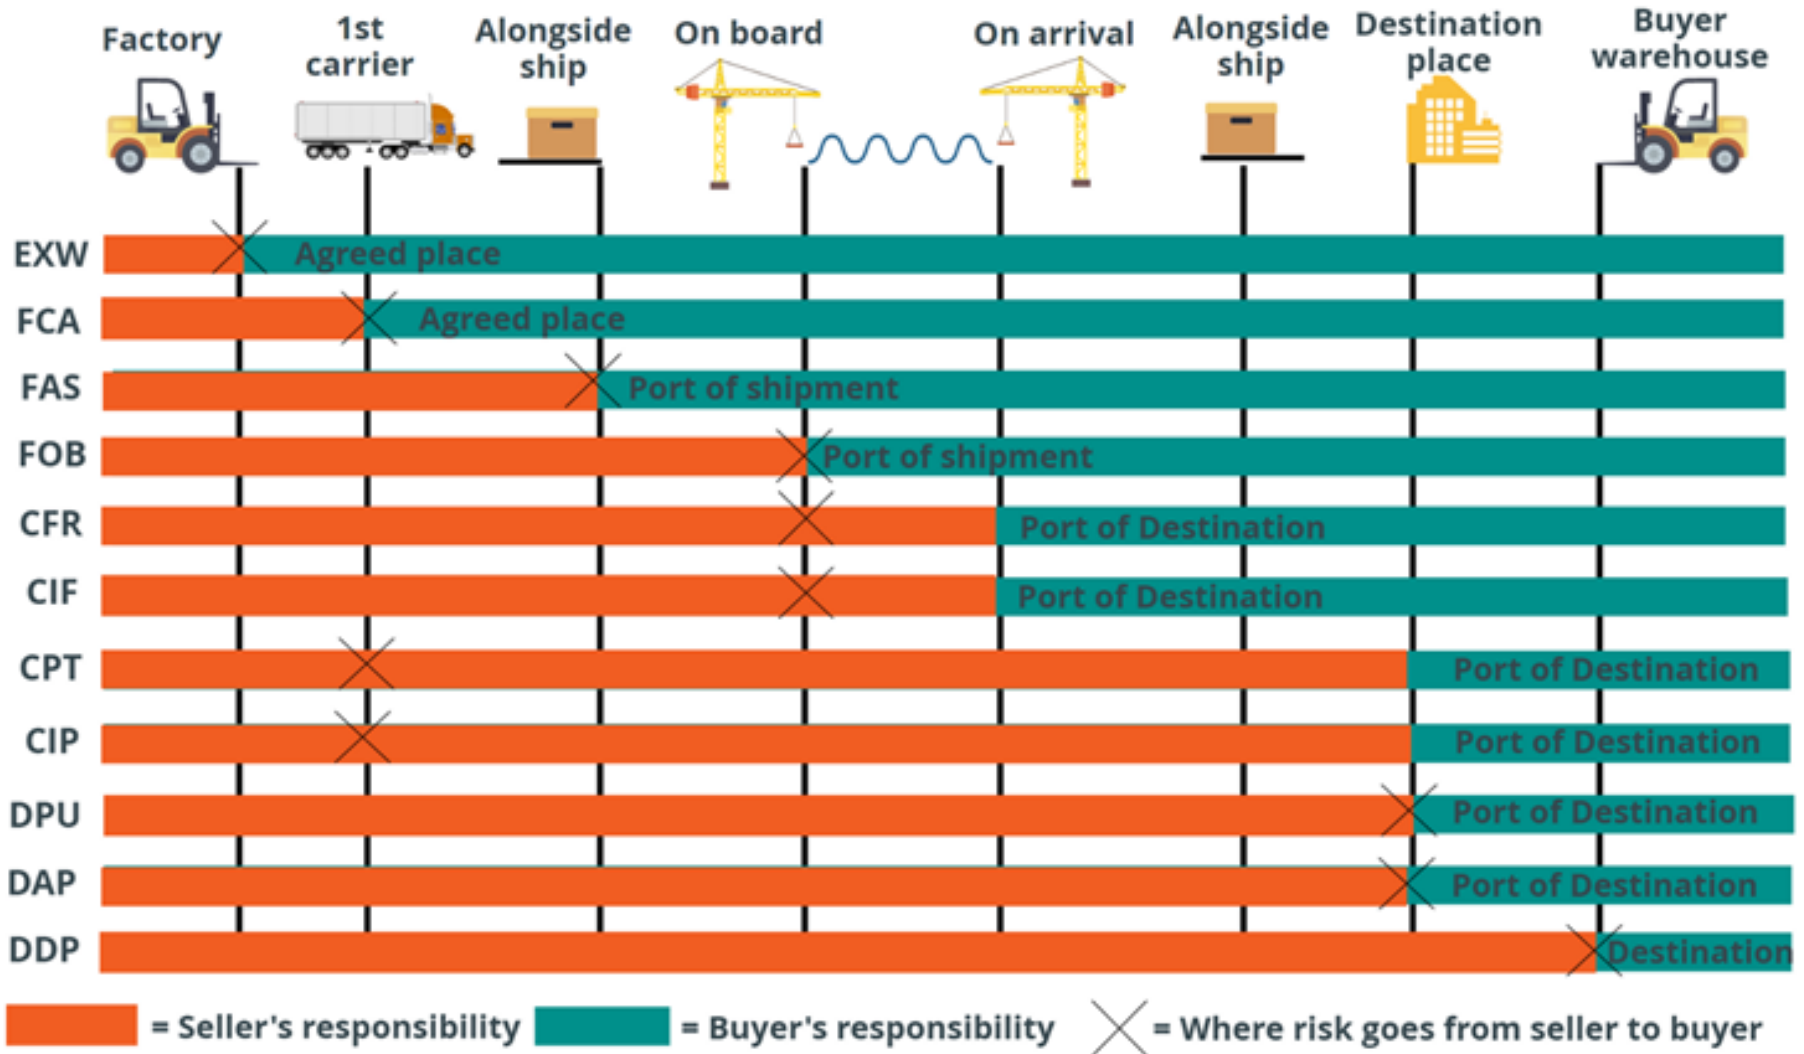 Factory
1st
carrier
Alongside
ship
On board
On arrival
Alongside
ship
Destination
place
Buyer
warehouse
EXW
Agreed place
FCA
Agreed place
FAS
Port of shipment
FOB
Port of shipment
CFR
Port of Destination
CIF
Port of Destination
CPT
Port of Destination
CIP
Port of Destination
DPU
Port of Destination
DAP
Port of Destination
DDP
Destination
= Seller's responsibility
= Buyer's responsibility
= Where risk goes from seller to buyer